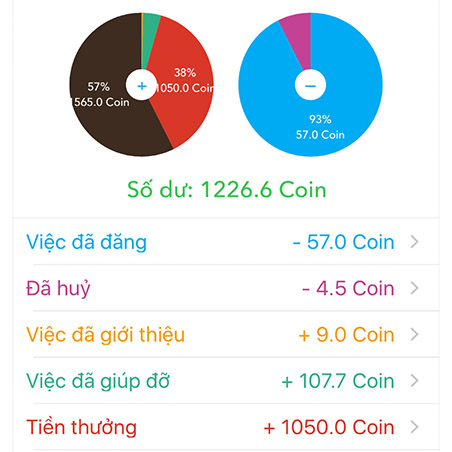 57%
1565.0 Coin
38%
1050.0 Coin
93%
57.0 Coin
Số dư: 1226.6 Coin
Việc đã đăng - 57.0 Coin
Đã huỷ - 4.5 Coin
Việc đã giới thiệu + 9.0 Coin
Việc đã giúp đỡ + 107.7 Coin
Tiền thưởng + 1050.0 Coin